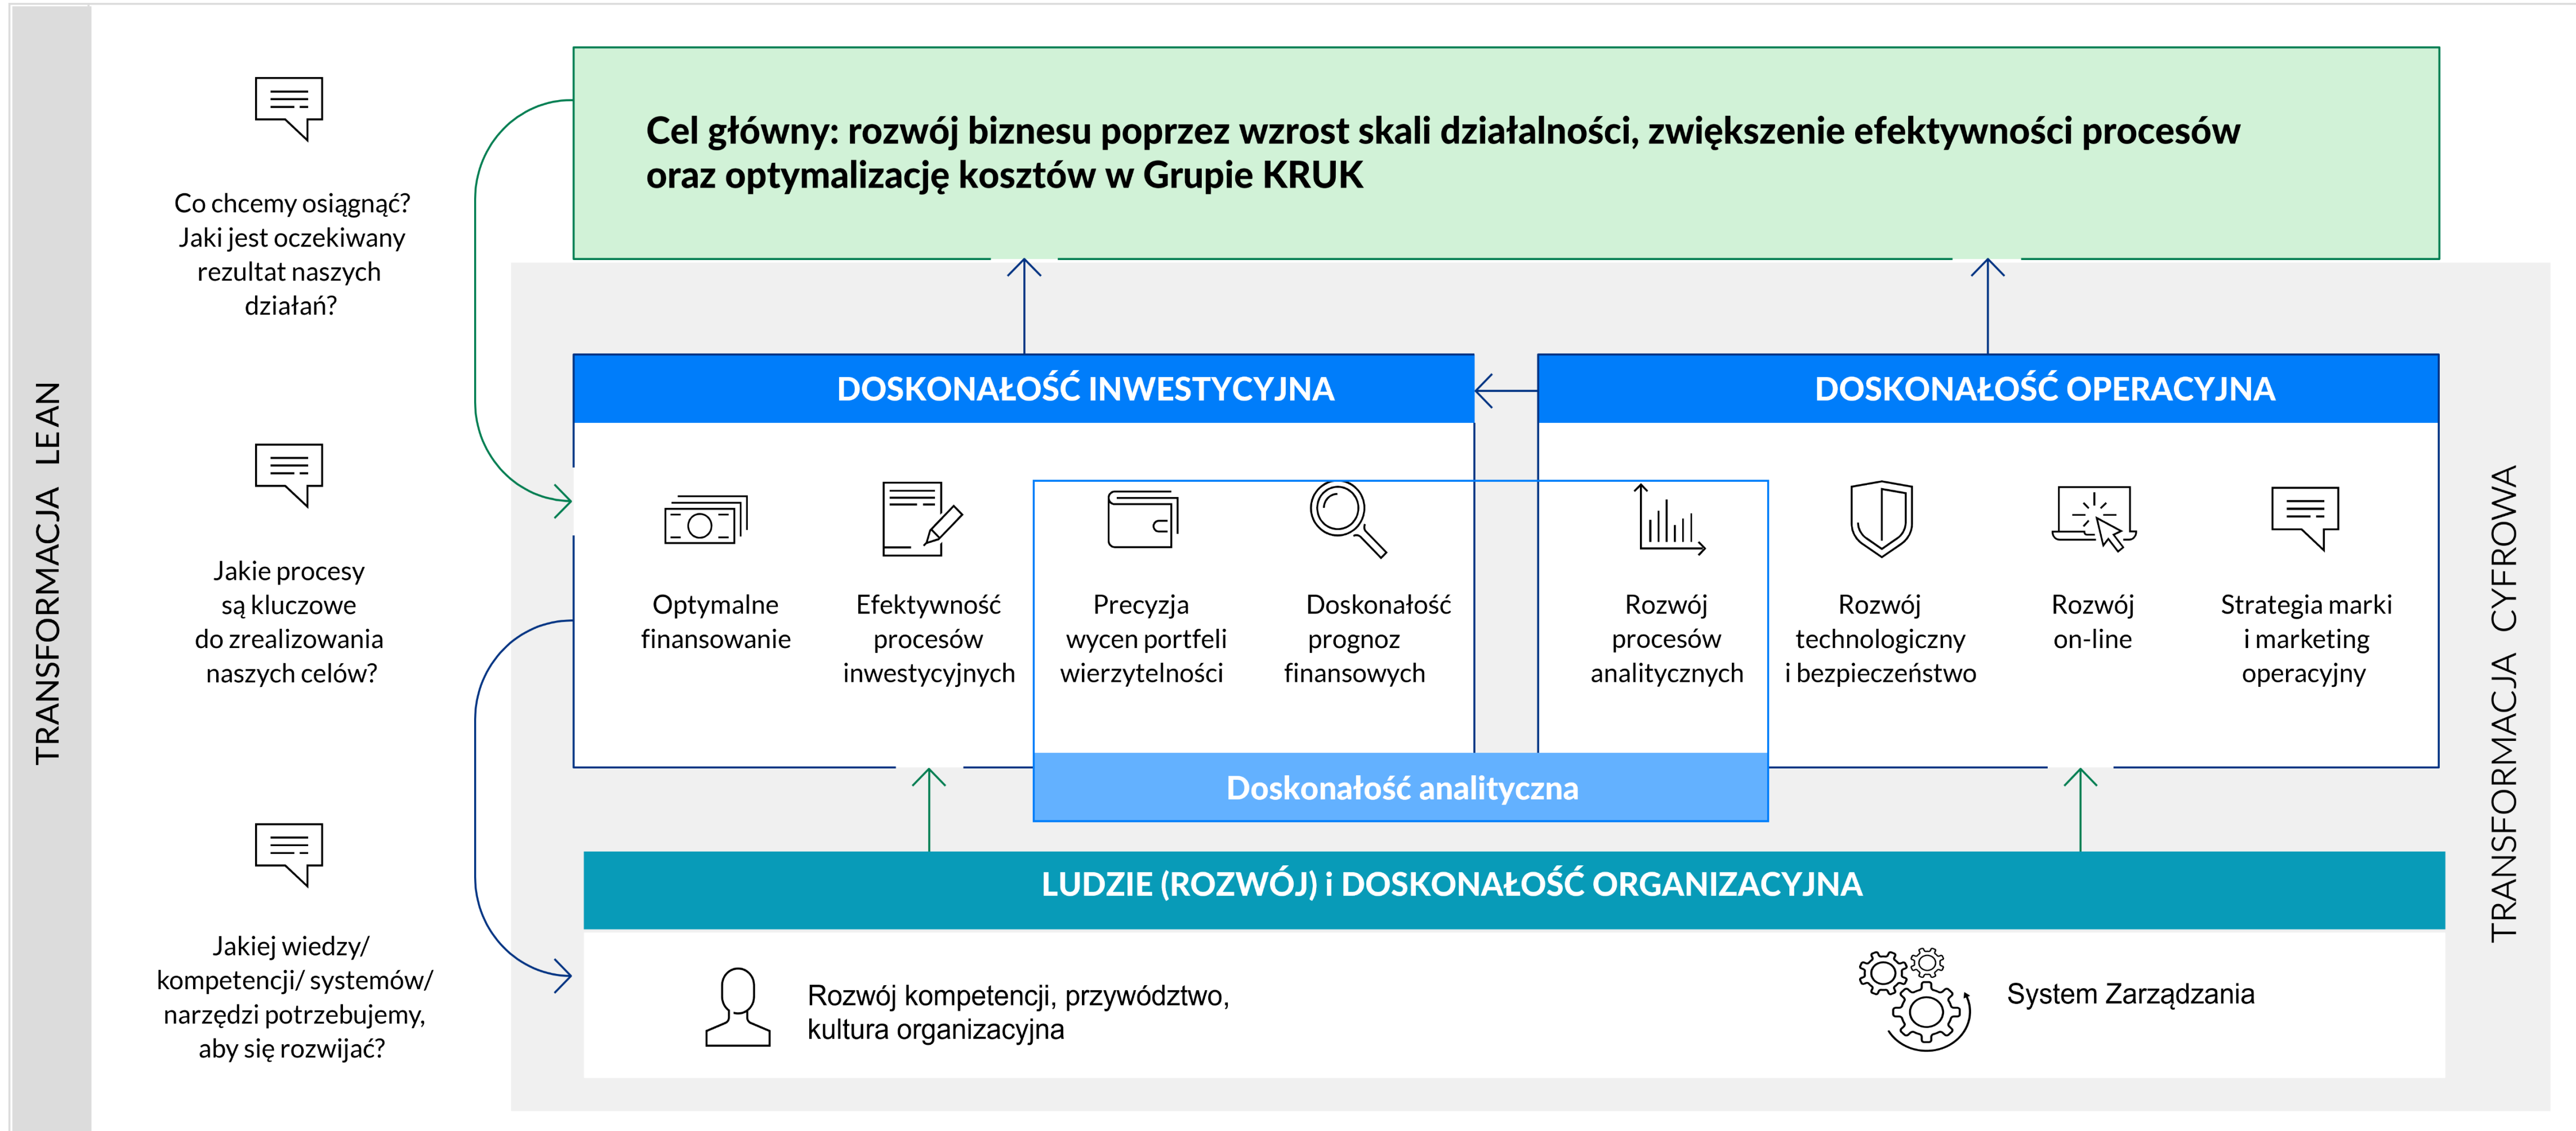 TRANSFORMACJA LEAN
Co chcemy osiągnąć?
Jaki jest oczekiwany
rezultat naszych
działań?
Jakie procesy
są kluczowe
do zrealizowania
naszych celów?
Jakiej wiedzy/
kompetencji/ systemów/
narzędzi potrzebujemy,
aby się rozwijać?
Cel główny: rozwój biznesu poprzez wzrost skali działalności, zwiększenie efektywności procesów
oraz optymalizację kosztów w Grupie KRUK
DOSKONAŁOŚĆ INWESTYCYJNA
Optymalne
finansowanie
Efektywność
procesów
inwestycyjnych
Precyzja
wycen portfeli
wierzytelności
Doskonałość
prognoz
finansowych
DOSKONAŁOŚĆ OPERACYJNA
Rozwój
procesów
analitycznych
Rozwój
technologiczny
i bezpieczeństwo
Rozwój
on-line
Strategia marki
i marketing
operacyjny
Doskonałość analityczna
LUDZIE (ROZWÓJ) i DOSKONAŁOŚĆ ORGANIZACYJNA
Rozwój kompetencji, przywództwo,
kultura organizacyjna
System Zarządzania
TRANSFORMACJA CYFROWA